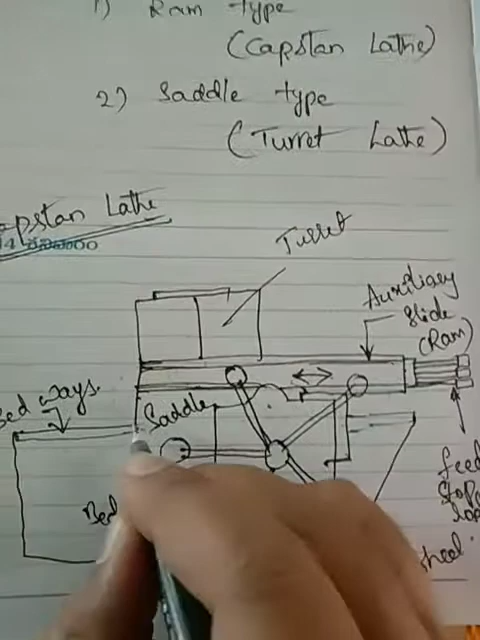 1) Ram type
(Capstan Lathe)
2) Saddle type
(Turret Lathe)
apstan Lathe
Turret
Auxiliary
slide
(Ram)
Bed ways
Saddle
Bed
feed
stop